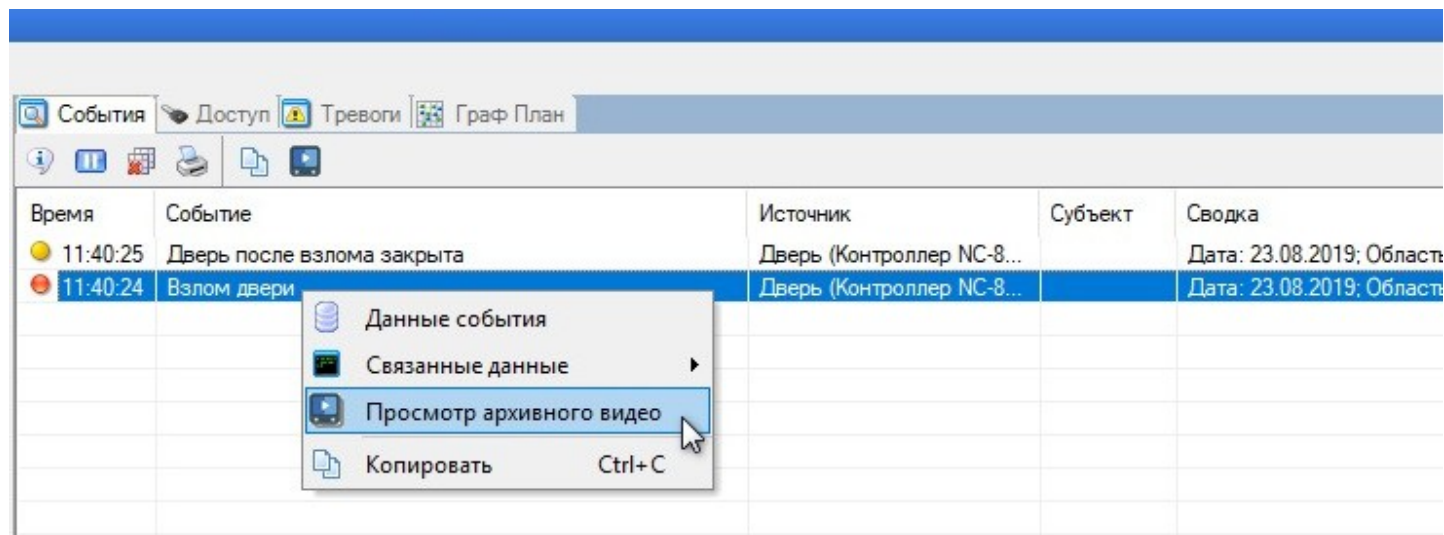 События Доступ Тревоги Граф План
Время Событие Источник Субъект Сводка
11:40:25 Дверь после взлома закрыта Дверь (Контроллер NC-8... Дата: 23.08.2019; Область
11:40:24 Взлом двери Дверь (Контроллер NC-8... Дата: 23.08.2019; Область
Данные события
Связанные данные
Просмотр архивного видео
Копировать Ctrl+C